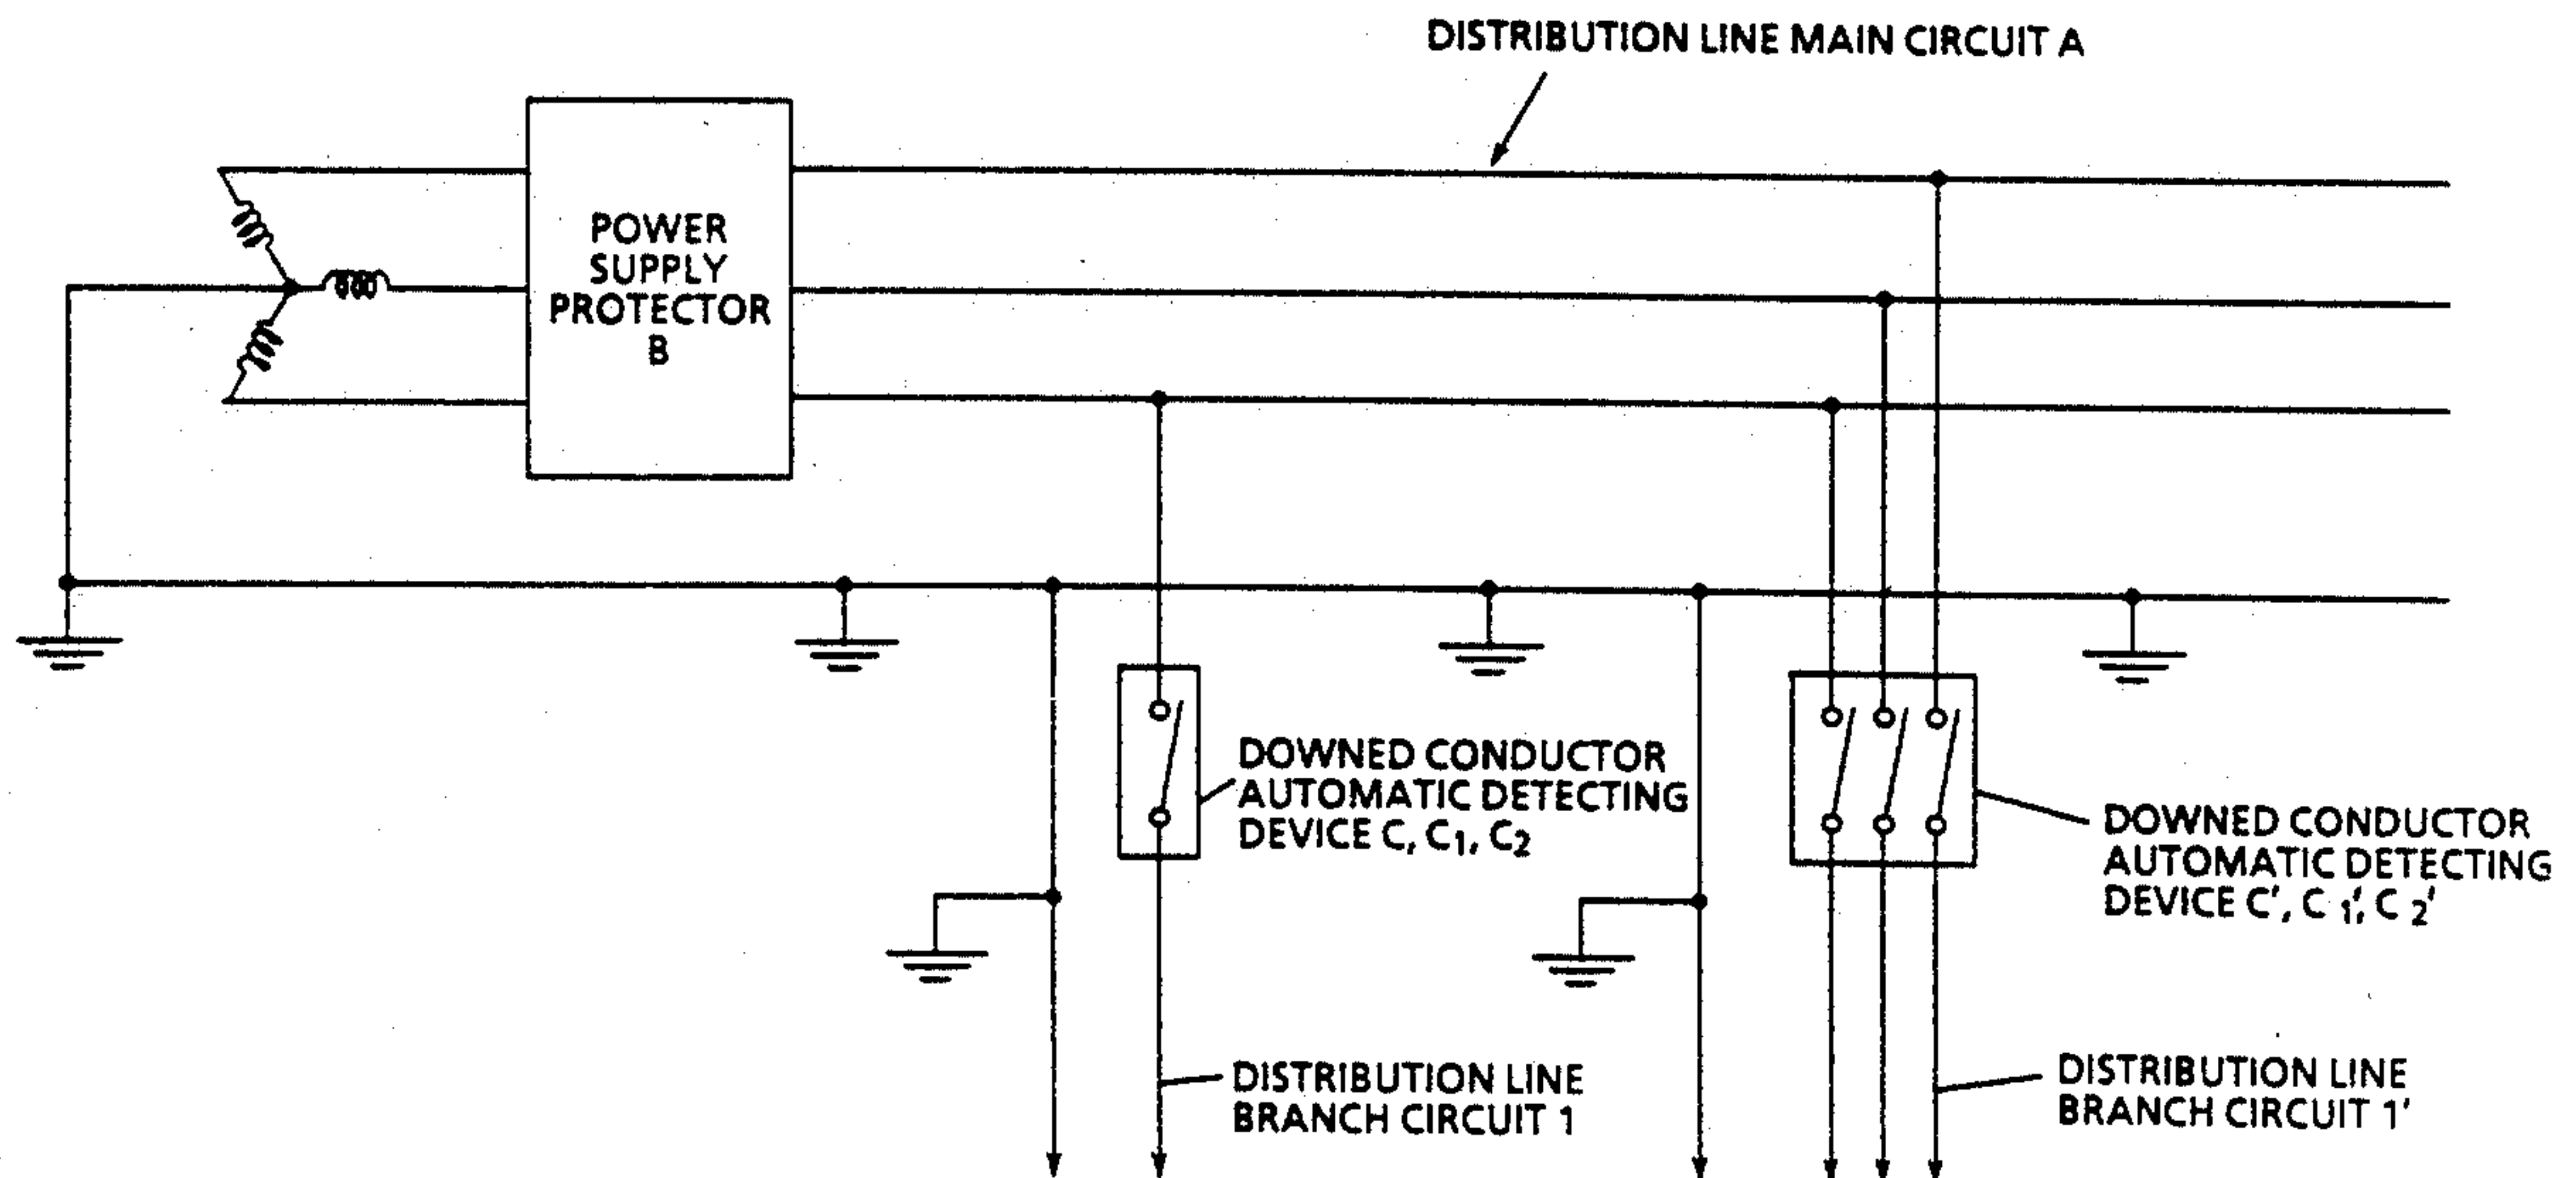 DISTRIBUTION LINE MAIN CIRCUIT A
POWER
SUPPLY
PROTECTOR
B
DOWNED CONDUCTOR
AUTOMATIC DETECTING
DEVICE C, C1, C2
DOWNED CONDUCTOR
AUTOMATIC DETECTING
DEVICE C', C1', C2'
DISTRIBUTION LINE
BRANCH CIRCUIT 1
DISTRIBUTION LINE
BRANCH CIRCUIT 1'